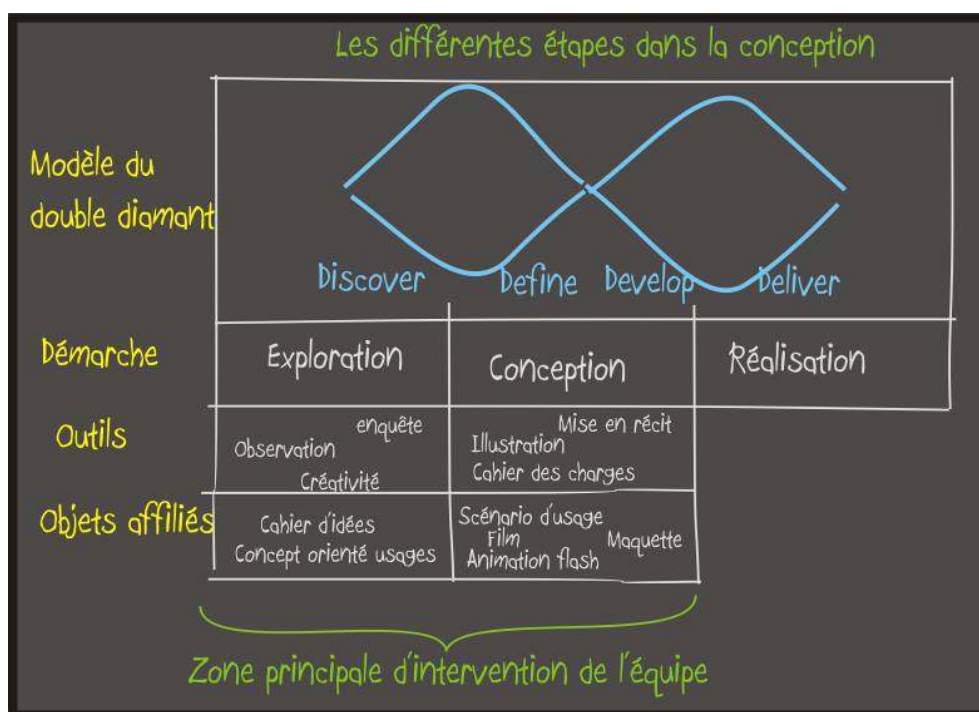 Les différentes étapes dans la conception
Modèle du
double diamant
Discover Define Develop Deliver
Démarche Exploration Conception Réalisation
Outils
enquête
Observation
Créativité
Mise en récit
Illustration
Cahier des charges
Objets affiliés
Cahier d'idées
Concept orienté usages
Scénario d'usage
Film Maquette
Animation flash
Zone principale d'intervention de l'équipe